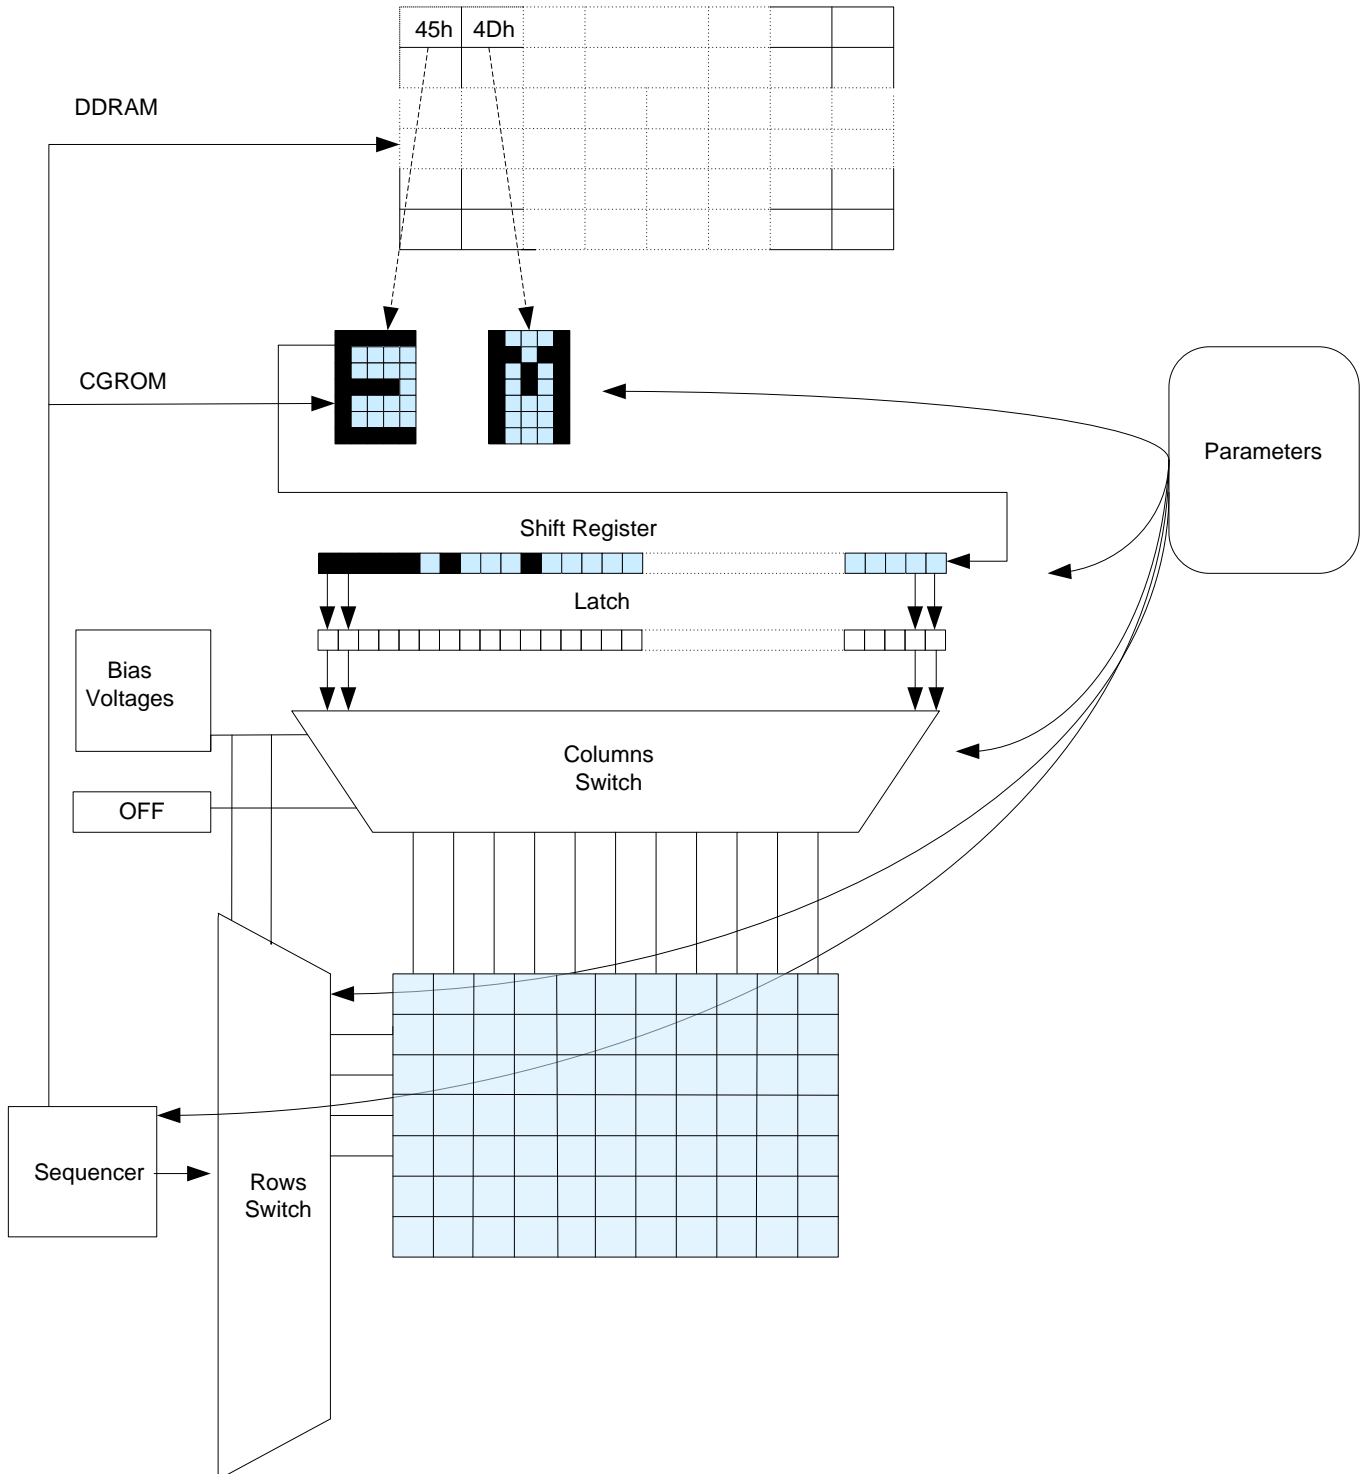 45h 4Dh
DDRAM
CGROM
Parameters
Shift Register
Latch
Bias
Voltages
Columns
Switch
OFF
Sequencer
Rows
Switch